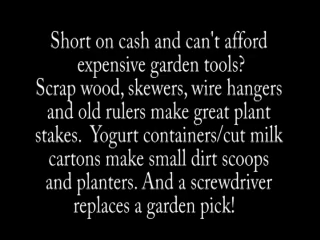 Short on cash and can't afford
expensive garden tools?
Scrap wood, skewers, wire hangers
and old rulers make great plant
stakes.  Yogurt containers/cut milk
cartons make small dirt scoops
and planters. And a screwdriver
replaces a garden pick!